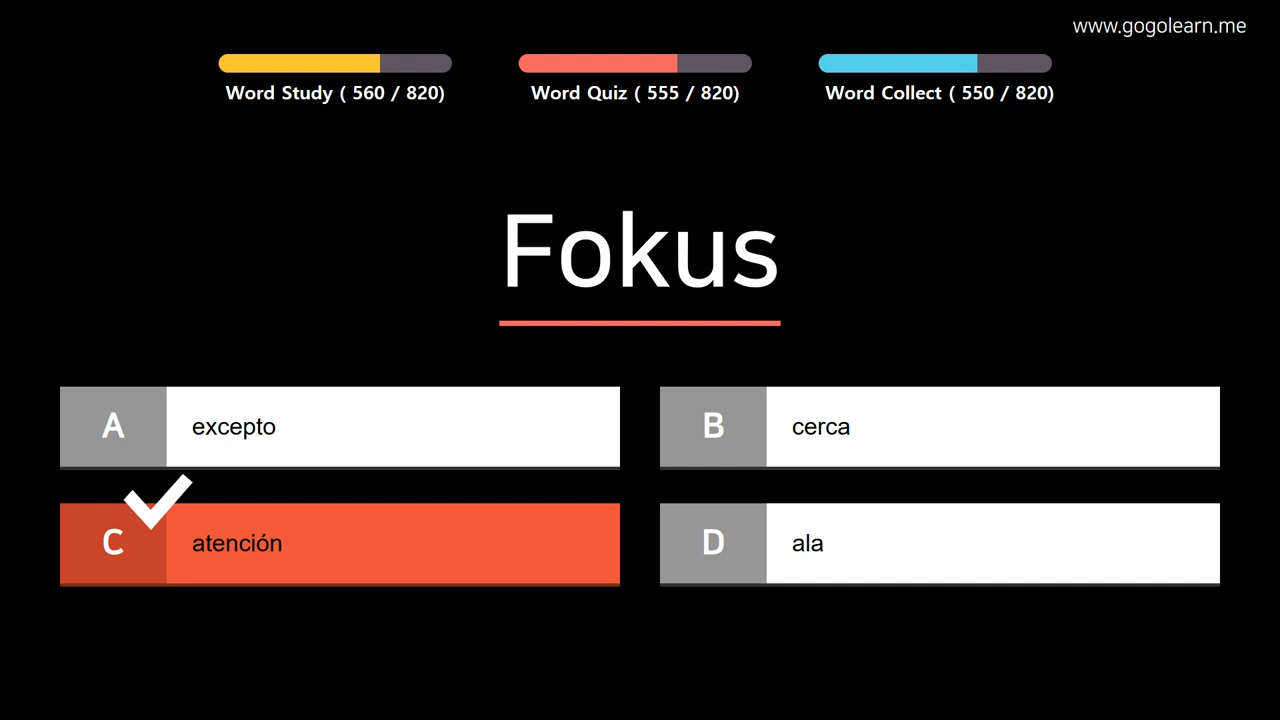 www.gogolearn.me
Word Study ( 560 / 820)
Word Quiz ( 555 / 820)
Word Collect ( 550 / 820)
Fokus
A excepto
B cerca
C atención
D ala